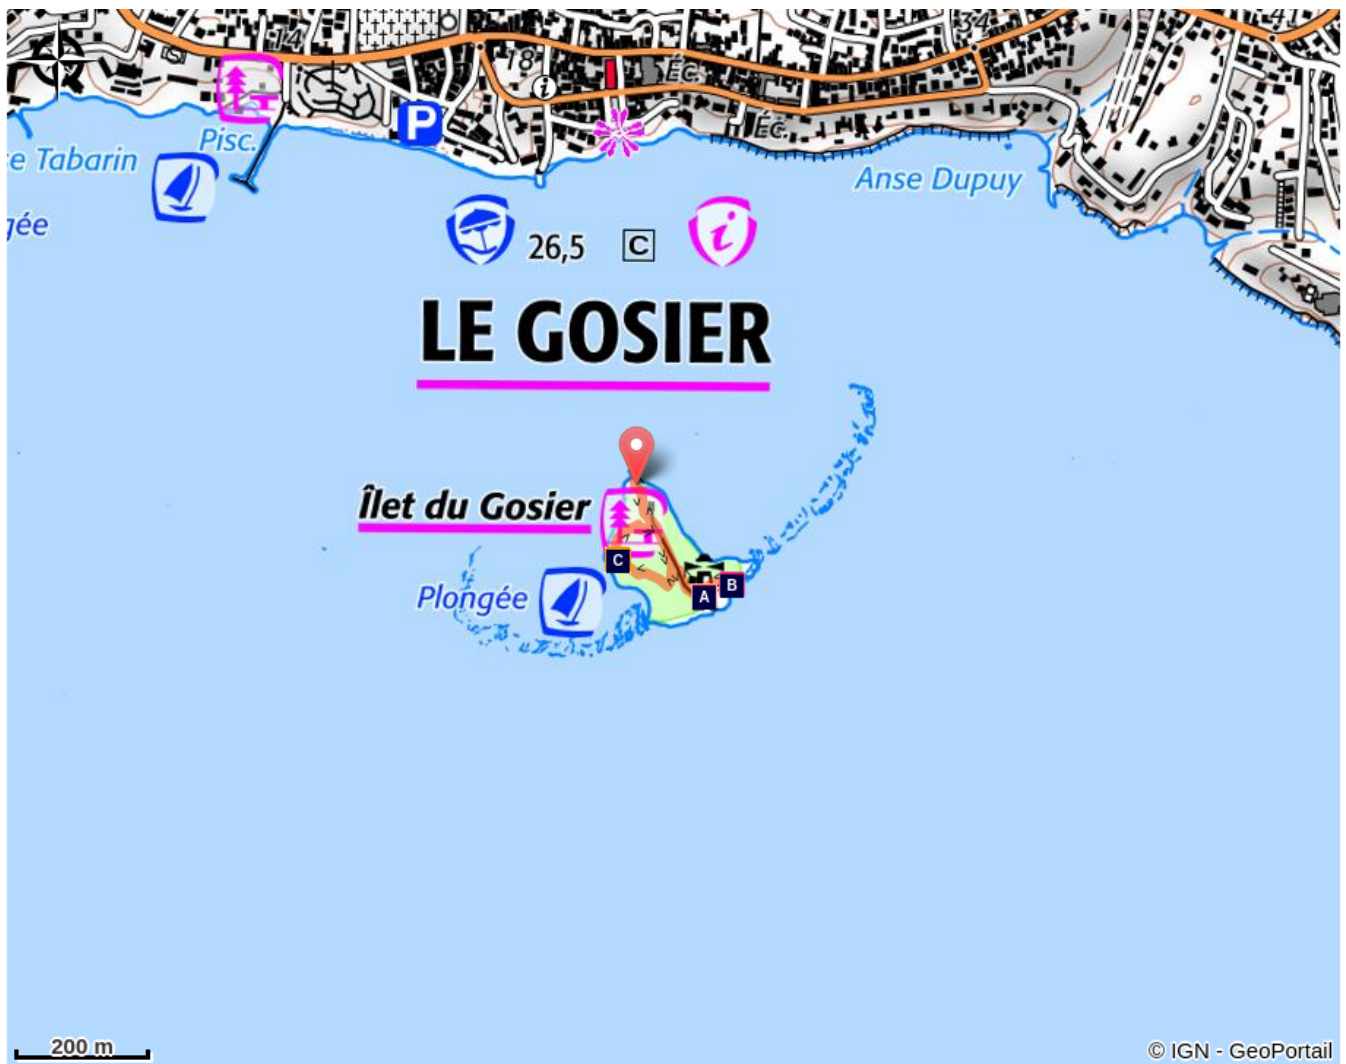 14
18
Éc.
34
i
P
Éc.
Pisc.
e Tabarin
Anse Dupuy
gée
26,5
C
i
LE GOSIER
Îlet du Gosier
C
B
A
Plongée
200 m
© IGN - GeoPortail